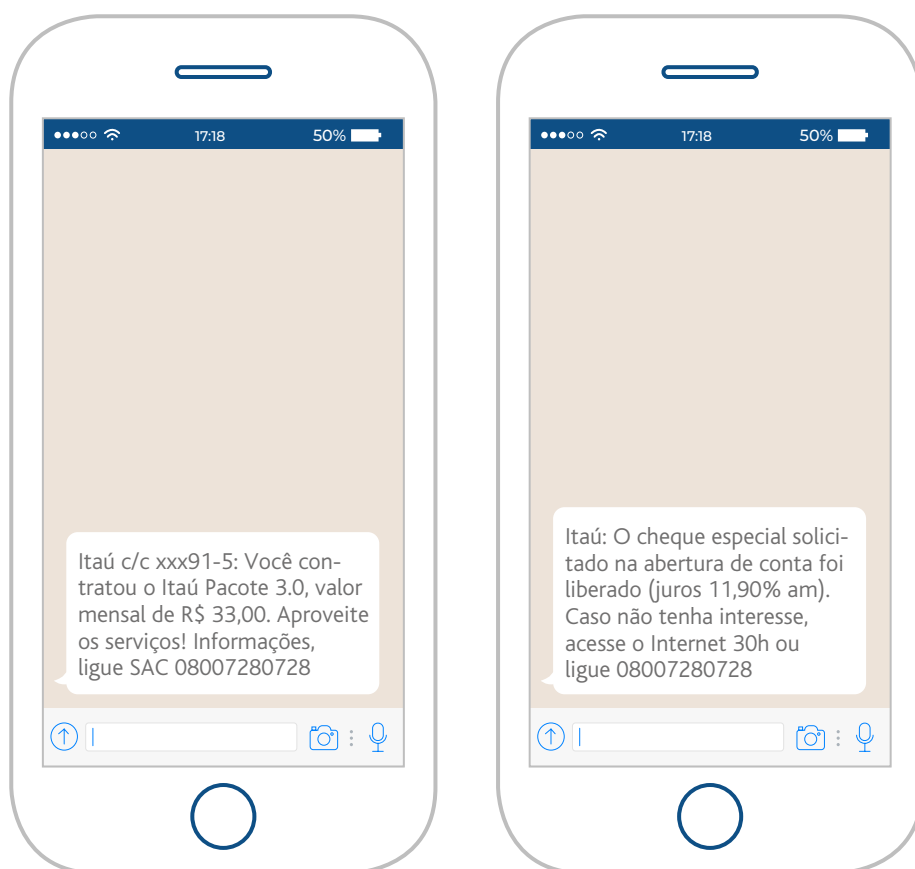 17:18
50%
Itaú c/c xxx91-5: Você con-
tratou o Itaú Pacote 3.0, valor
mensal de R$ 33,00. Aproveite
os serviços! Informações,
ligue SAC 08007280728
17:18
50%
Itaú: O cheque especial solici-
tado na abertura de conta foi
liberado (juros 11,90% am).
Caso não tenha interesse,
acesse o Internet 30h ou
ligue 08007280728